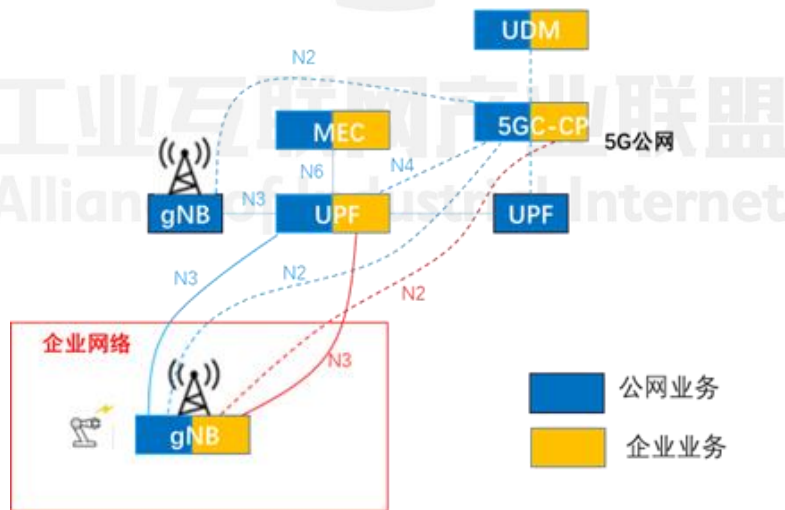 UDM
N2
工业互联网产业联盟
MEC
5GC-CP
5G公网
N6
N4
Alliance of Industrial Internet
gNB
N3
UPF
UPF
N3
N2
N2
企业网络
N3
gNB
公网业务
企业业务